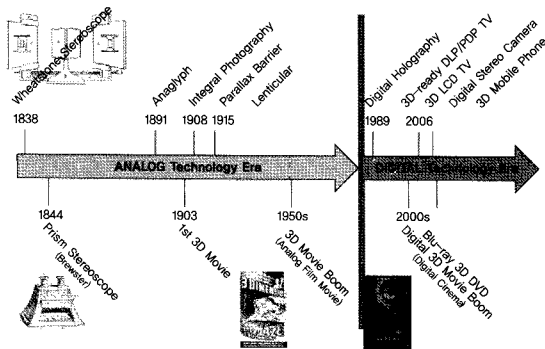 Wheatstone Stereoscope
Anaglyph
Integral Photography
Parallax Barrier
Lenticular
Digital Holography
3D-ready DLP/PDP TV
3D LCD TV
Digital Stereo Camera
3D Mobile Phone
1838
1891
1908
1915
1989
2006
ANALOG Technology Era
DIGITAL Technology Era
1844
1903
1950s
2000s
Prism Stereoscope
(Brewster)
1st 3D Movie
3D Movie Boom
(Analog Film Movie)
Blu-ray 3D DVD
Digital 3D Movie Boom
(Digital Cinema)